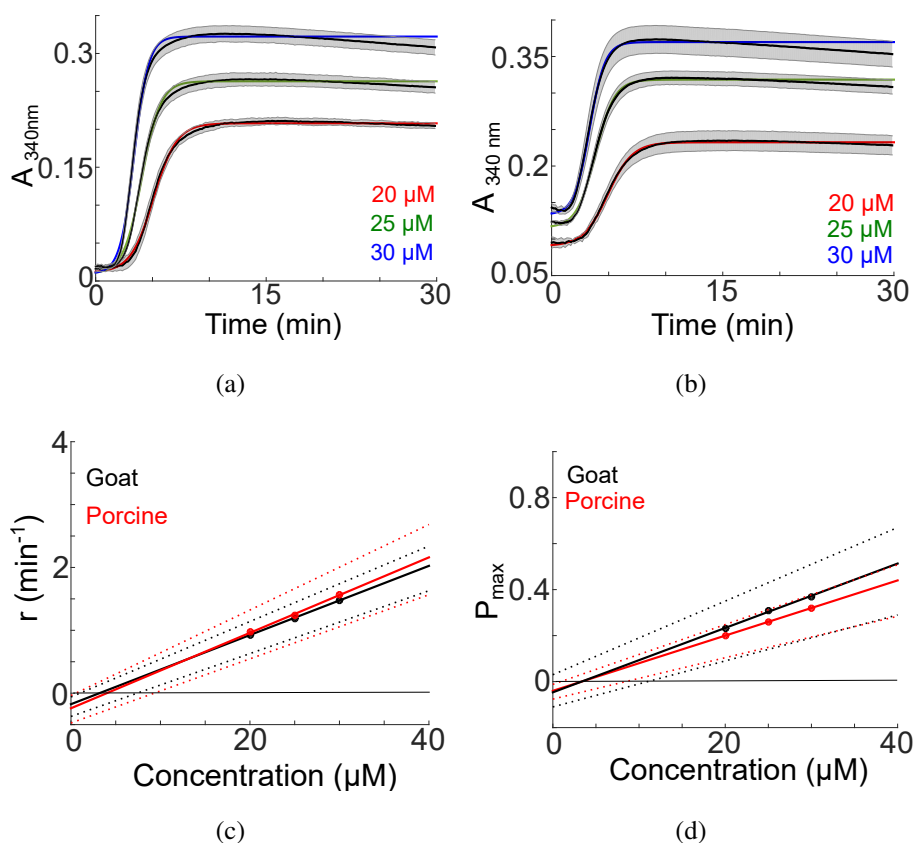 0.3
0.15
0
A340nm
20 µM
25 µM
30 µM
0
15
30
Time (min)
(a)
0.35
0.2
0.05
A 340 nm
20 µM
25 µM
30 µM
0
15
30
Time (min)
(b)
4
2
0
r (min-1)
Goat
Porcine
0
20
40
Concentration (µM)
(c)
0.8
0.4
0
Pmax
Goat
Porcine
0
20
40
Concentration (µM)
(d)